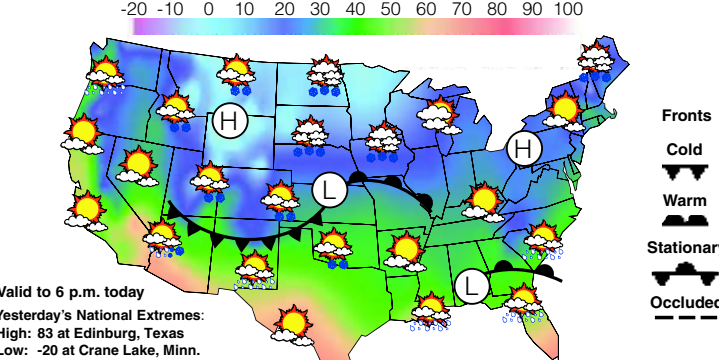 -20 -10 0 10 20 30 40 50 60 70 80 90 100
H
H
L
L
Fronts
Cold
Warm
Stationary
Occluded
Valid to 6 p.m. today
Yesterday's National Extremes:
High: 83 at Edinburg, Texas
Low: -20 at Crane Lake, Minn.